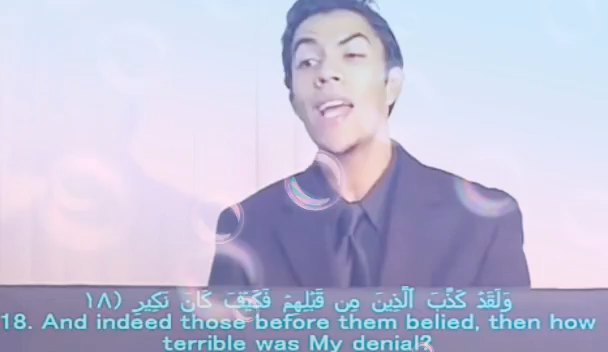 وَلَقَدْ كَذَّبَ ٱلَّذِينَ مِن قَبْلِهِمْ فَكَيْفَ كَانَ نَكِيرِ (١٨
18. And indeed those before them belied, then how
terrible was My denial?